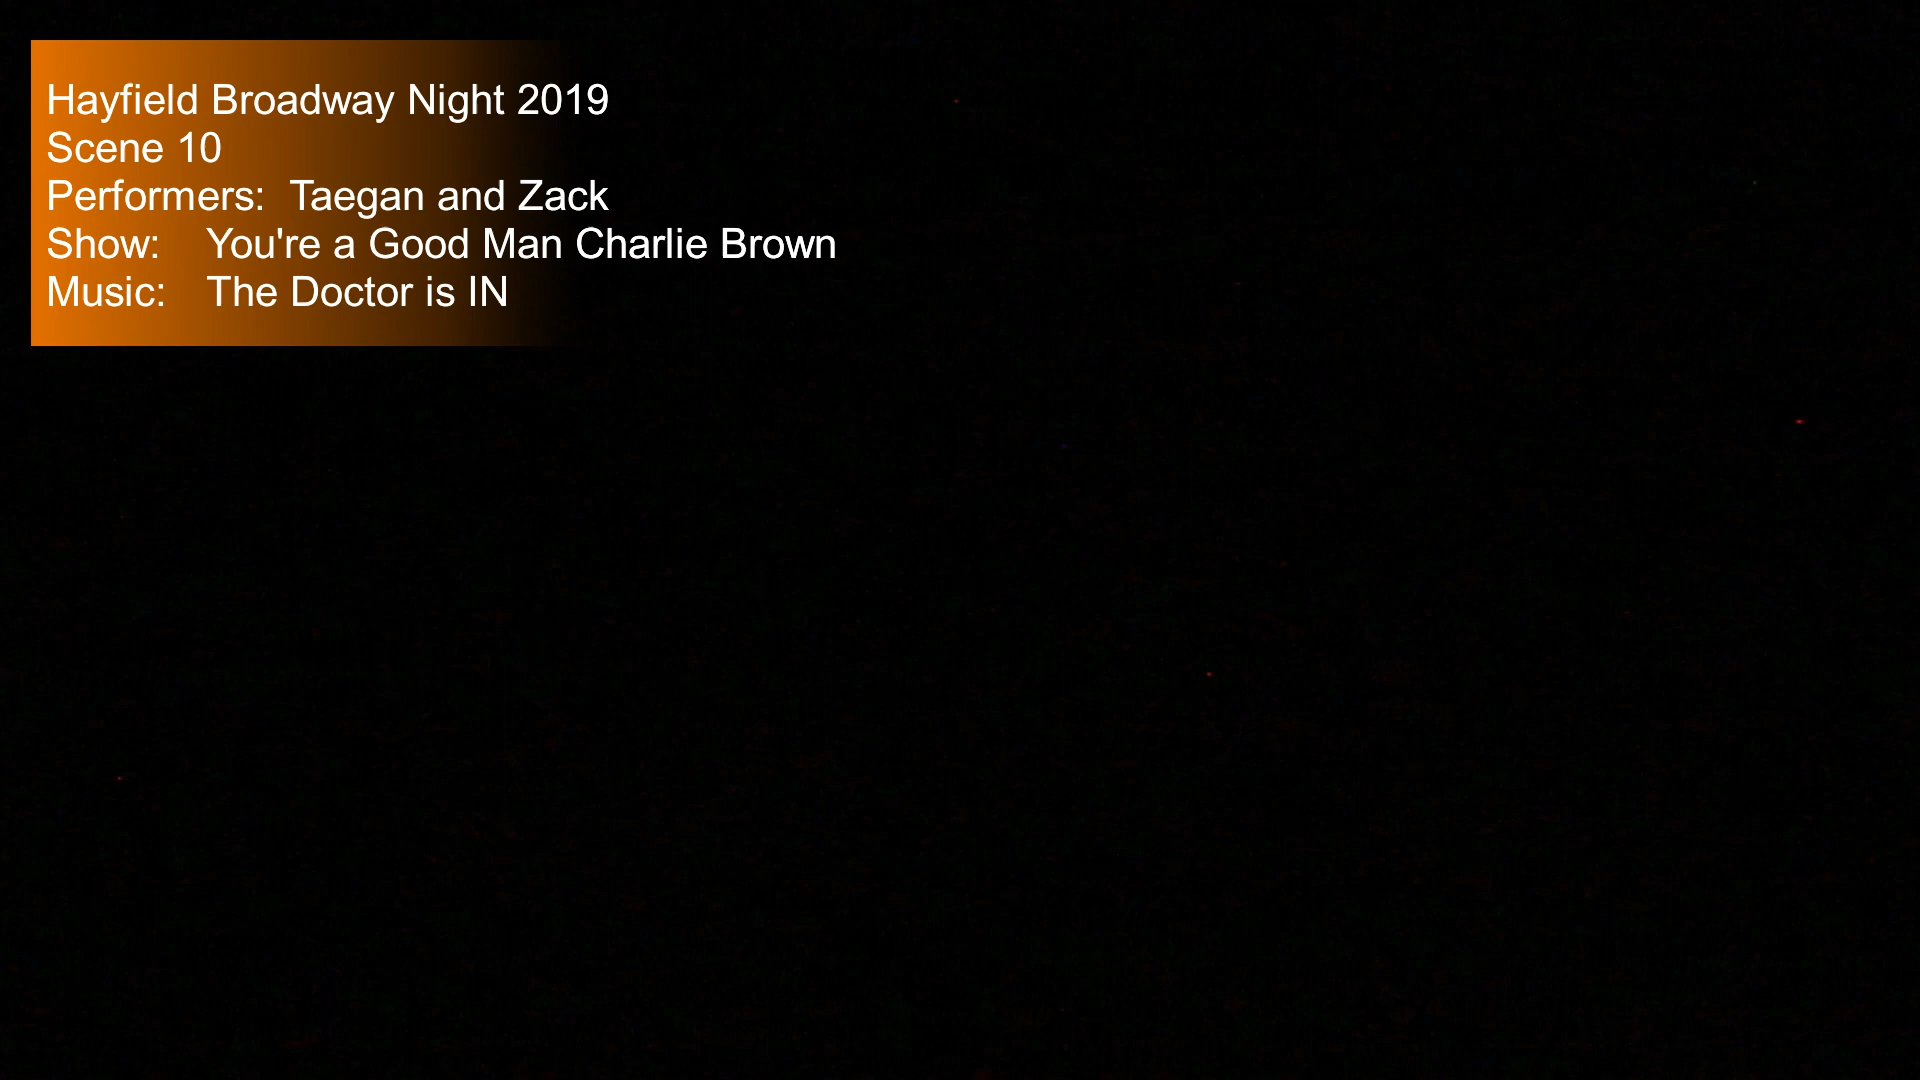 Hayfield Broadway Night 2019
Scene 10
Performers: Taegan and Zack
Show: You're a Good Man Charlie Brown
Music: The Doctor is IN